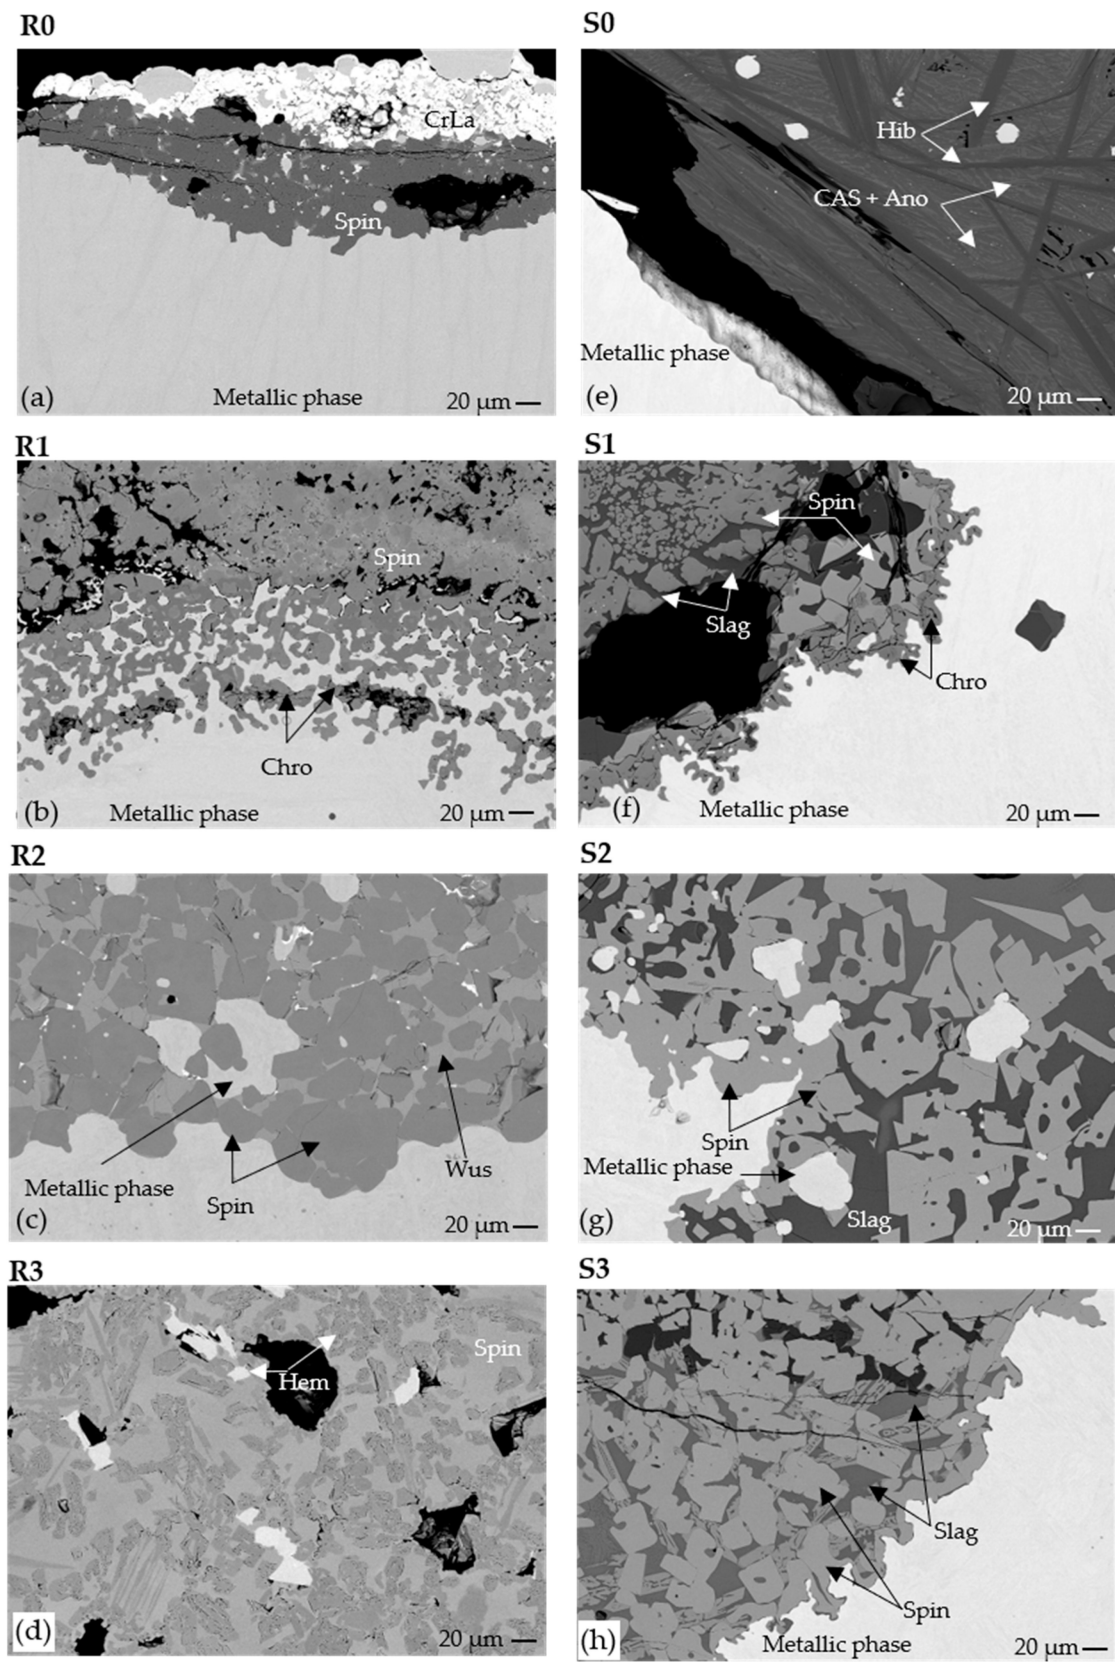 R0
CrLa
Spin
Metallic phase
(a)
20 µm
S0
Hib
CAS + Ano
Metallic phase
(e)
20 µm
R1
Spin
Chro
Metallic phase
(b)
20 µm
S1
Spin
Slag
Chro
Metallic phase
(f)
20 µm
R2
Wus
Metallic phase
Spin
(c)
20 µm
S2
Spin
Metallic phase
Slag
(g)
20 µm
R3
Spin
Hem
(d)
20 µm
S3
Slag
Spin
Metallic phase
(h)
20 µm